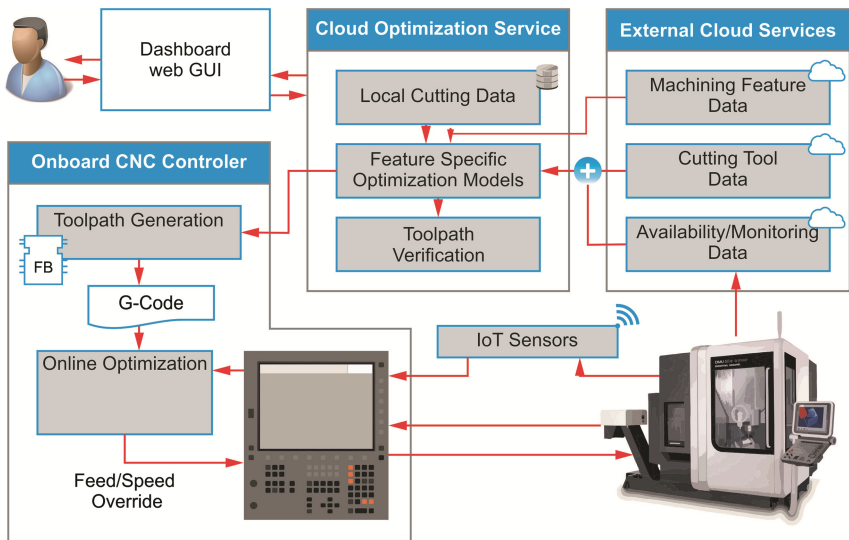 Dashboard
web GUI
Cloud Optimization Service
Local Cutting Data
Feature Specific
Optimization Models
Toolpath
Verification
External Cloud Services
Machining Feature
Data
Cutting Tool
Data
Availability/Monitoring
Data
Onboard CNC Controler
Toolpath Generation
FB
G-Code
Online Optimization
Feed/Speed
Override
IoT Sensors